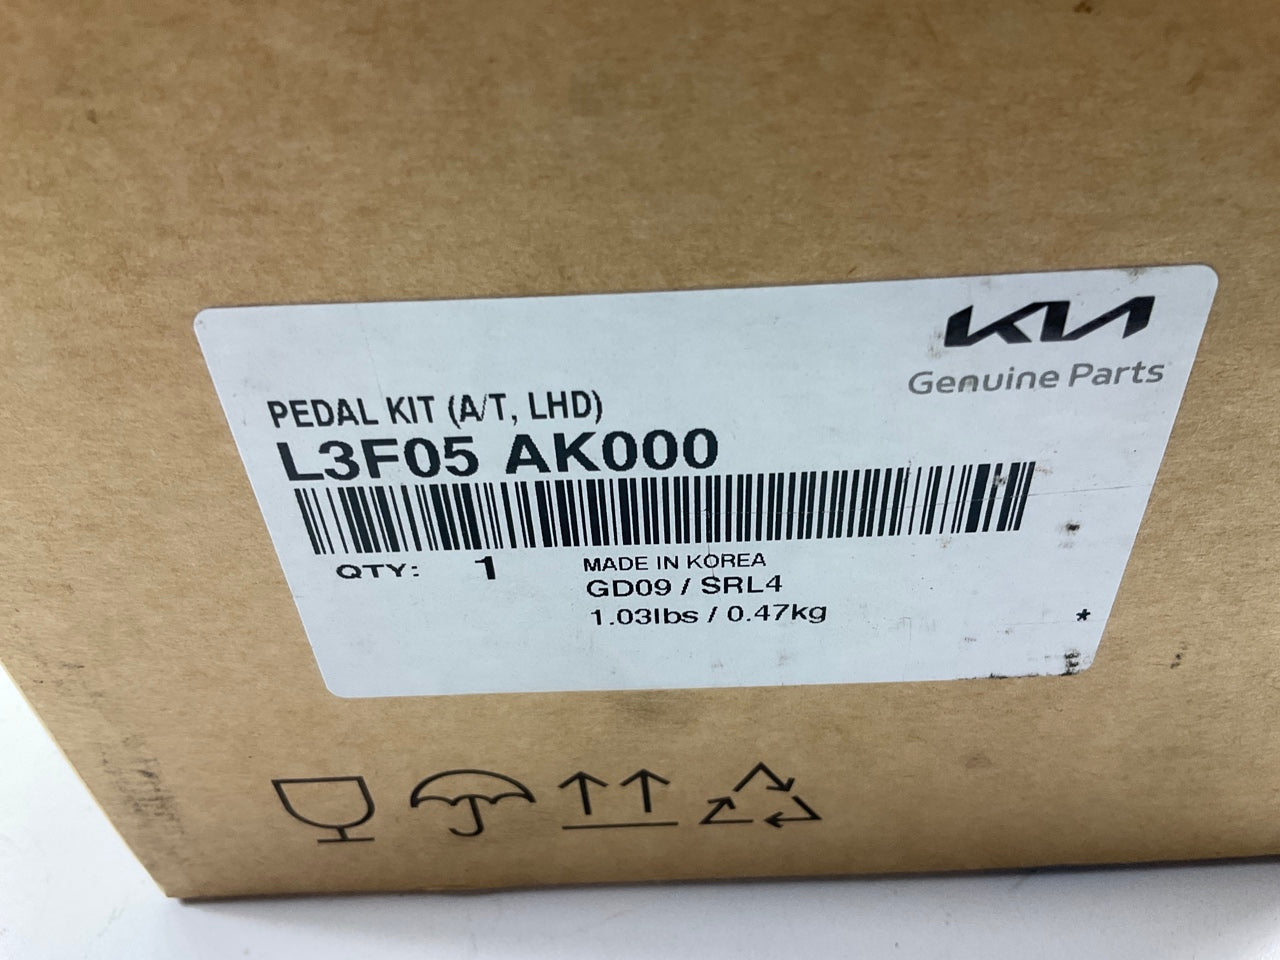 KIA
Genuine Parts
PEDAL KIT (A/T, LHD)
L3F05 AK000
QTY: 1
MADE IN KOREA
GD09 / SRL4
1.03lbs / 0.47kg
*